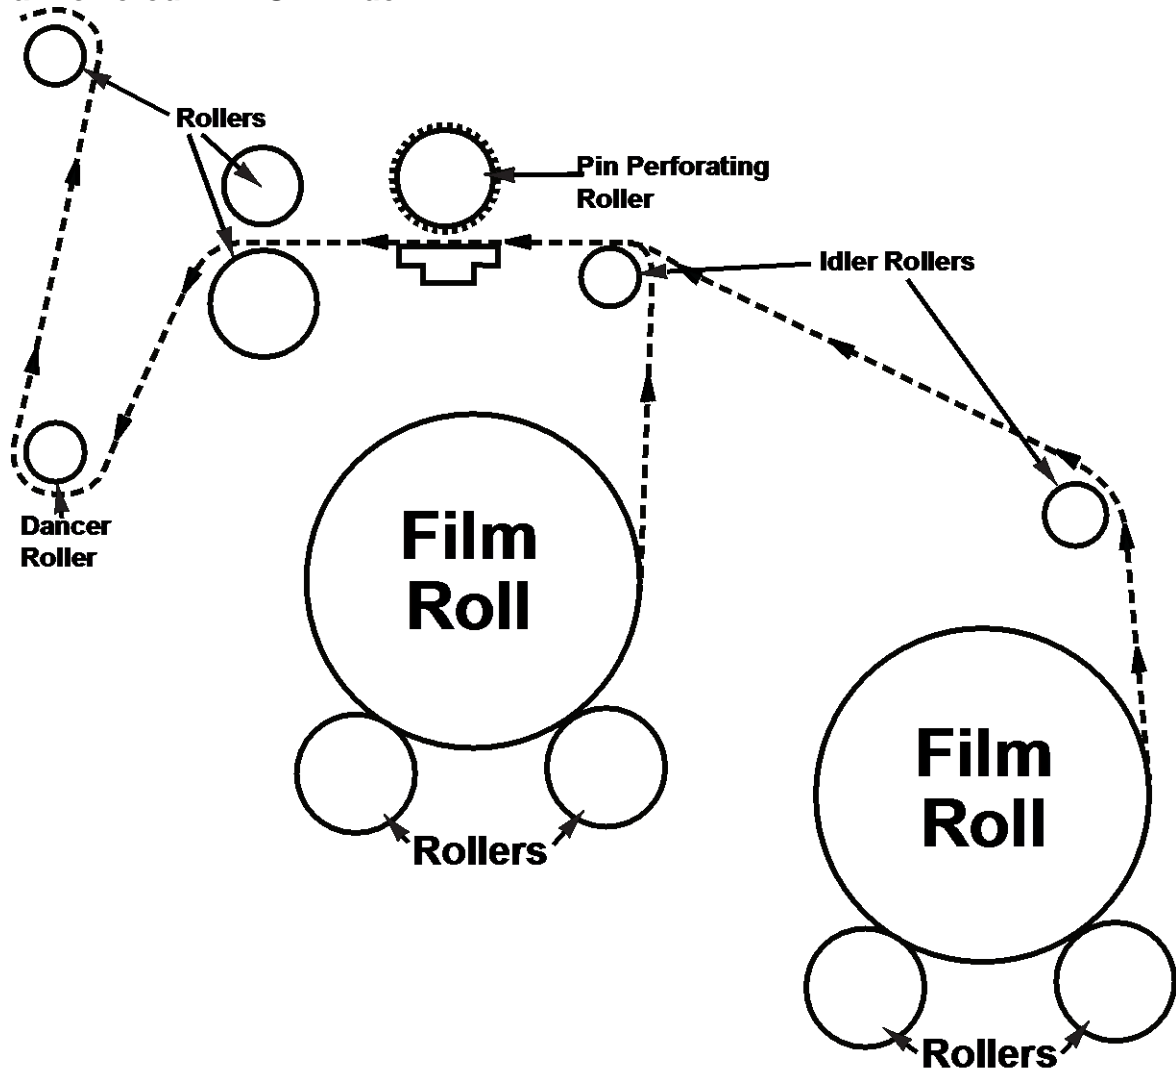 Rollers
Pin Perforating
Roller
Idler Rollers
Dancer
Roller
Film
Roll
Film
Roll
Rollers
Rollers